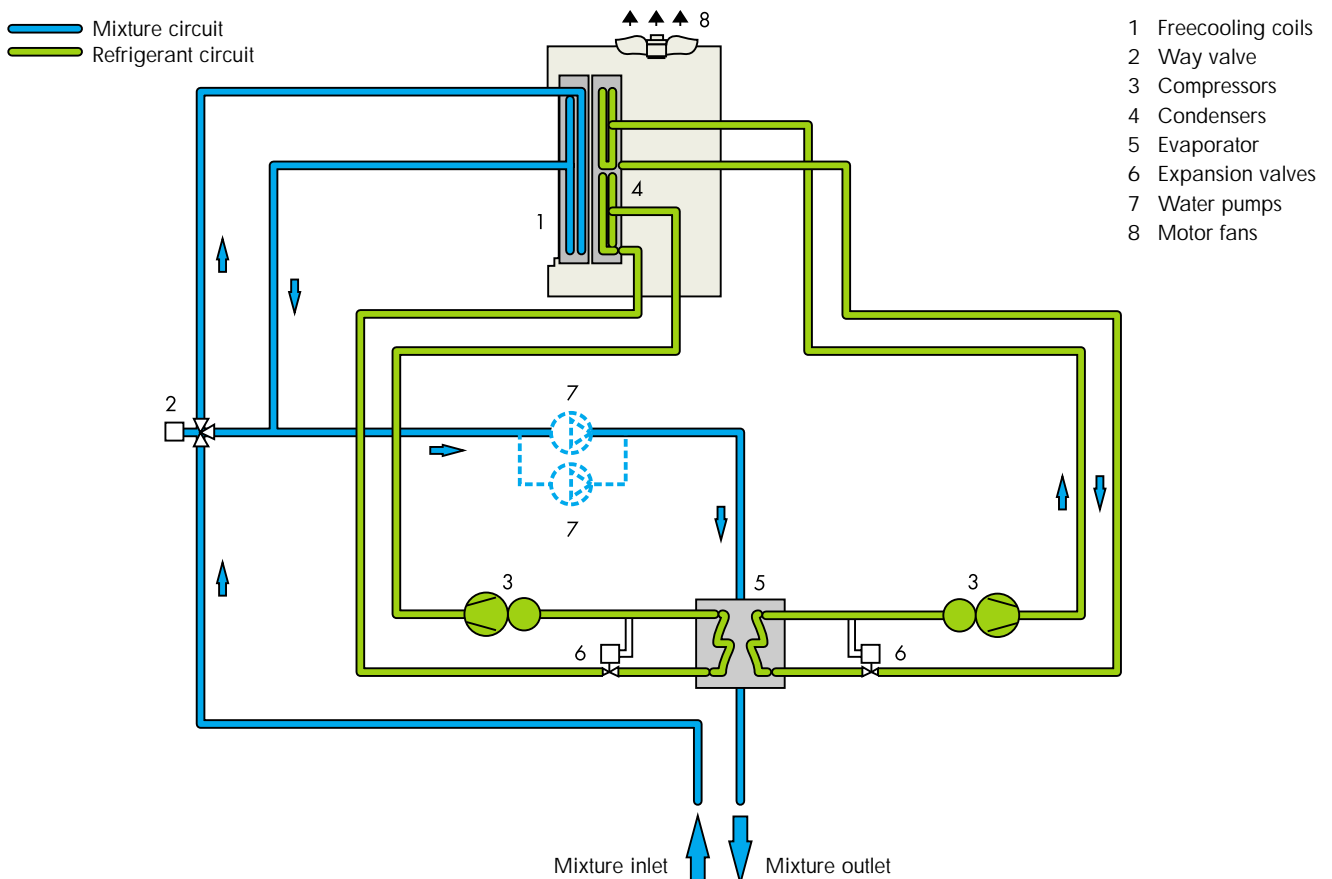 Mixture circuit
Refrigerant circuit
8
1 Freecooling coils
2 Way valve
3 Compressors
4 Condensers
5 Evaporator
6 Expansion valves
7 Water pumps
8 Motor fans
4
1
2
7
7
3
5
3
6
6
Mixture inlet
Mixture outlet